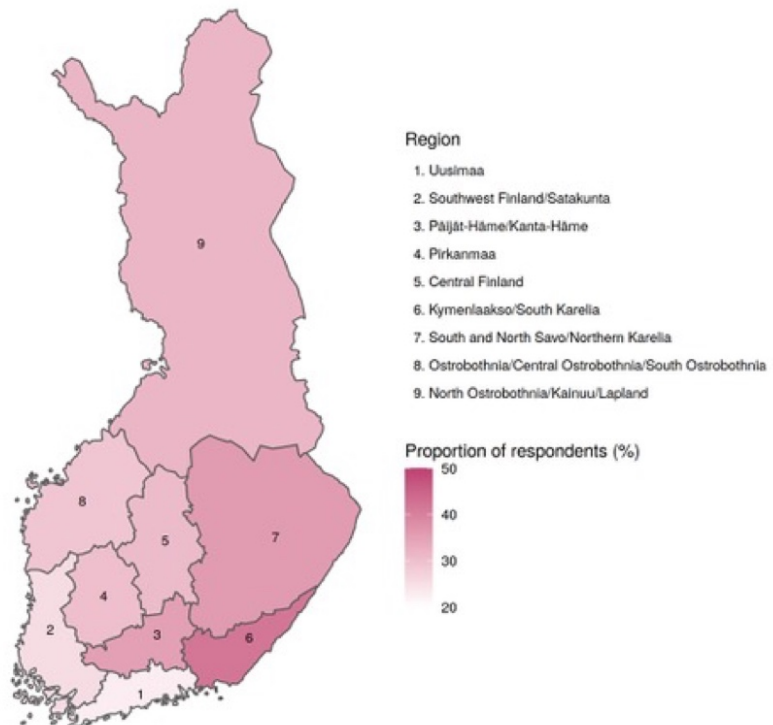 Region
1. Uusimaa
2. Southwest Finland/Satakunta
3. Päijät-Häme/Kanta-Häme
4. Pirkanmaa
5. Central Finland
6. Kymenlaakso/South Karelia
7. South and North Savo/Northern Karelia
8. Ostrobothnia/Central Ostrobothnia/South Ostrobothnia
9. North Ostrobothnia/Kainuu/Lapland
Proportion of respondents (%)
50
40
30
20
9
8
5
7
4
2
3
6
1